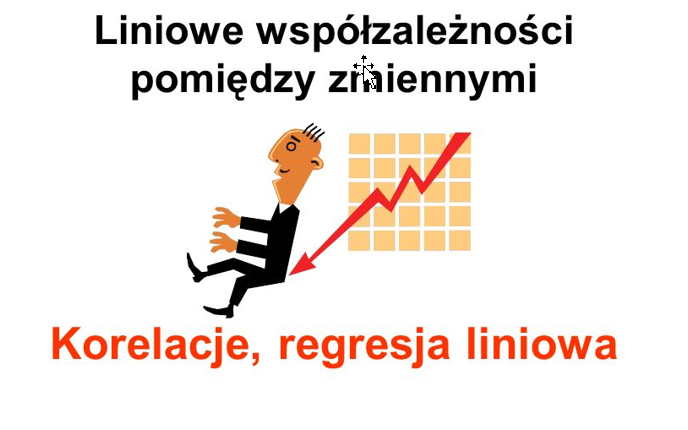 Liniowe współzależności
pomiędzy zmiennymi
Korelacje, regresja liniowa